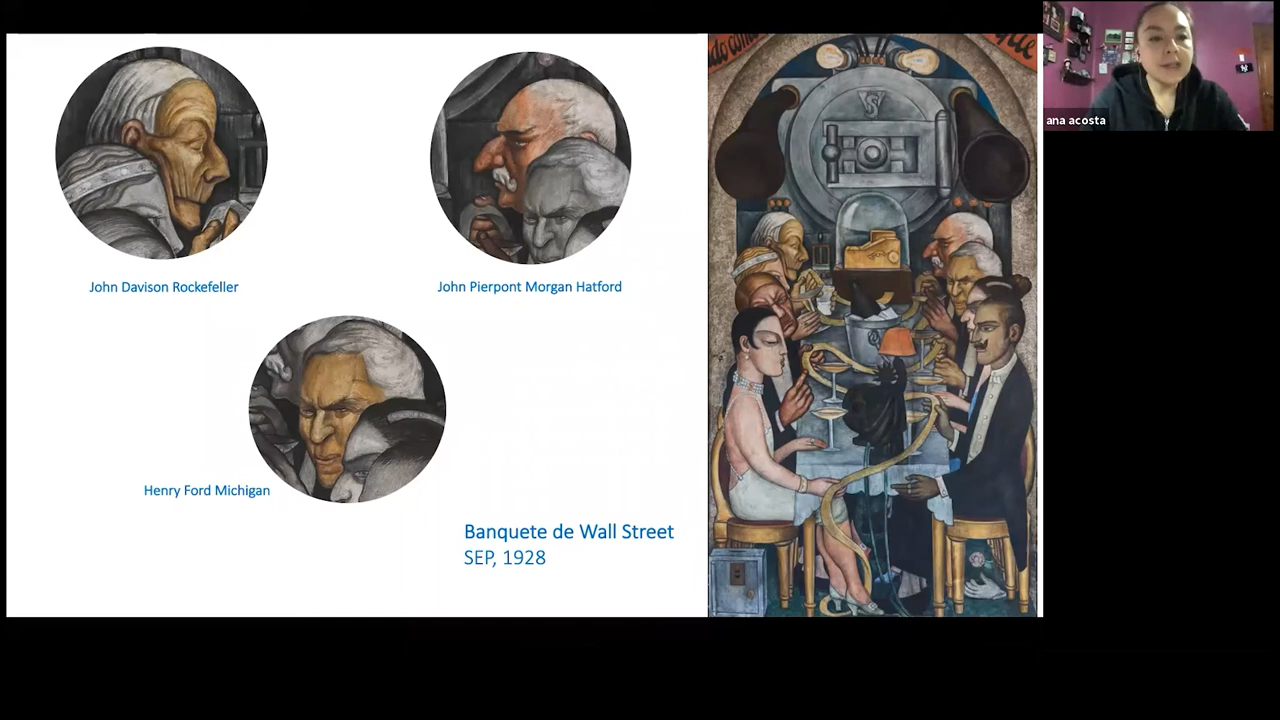 John Davison Rockefeller
John Pierpont Morgan Hatford
Henry Ford Michigan
Banquete de Wall Street
SEP, 1928
ana acosta